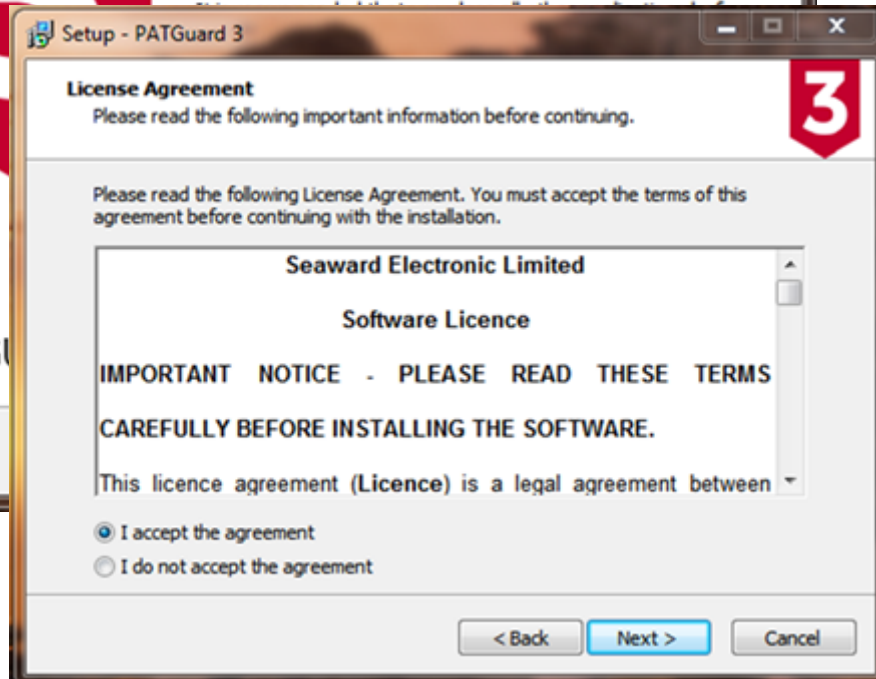 Setup - PATGuard 3
License Agreement
Please read the following important information before continuing.
3
Please read the following License Agreement. You must accept the terms of this
agreement before continuing with the installation.
Seaward Electronic Limited
Software Licence
IMPORTANT NOTICE - PLEASE READ THESE TERMS
CAREFULLY BEFORE INSTALLING THE SOFTWARE.
This licence agreement (Licence) is a legal agreement between
I accept the agreement
I do not accept the agreement
< Back
Next >
Cancel